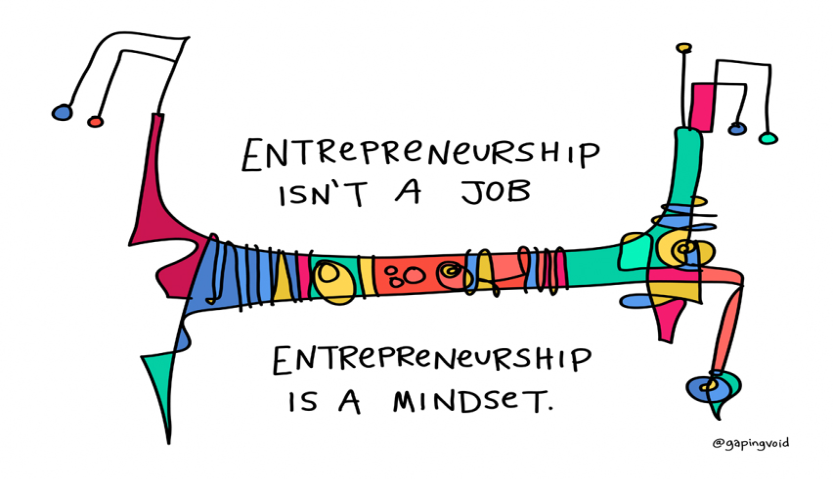 ENTREPRENEURSHIP
ISN'T A JOB
ENTREPRENEURSHIP
IS A MINDSET.
@gapingvoid